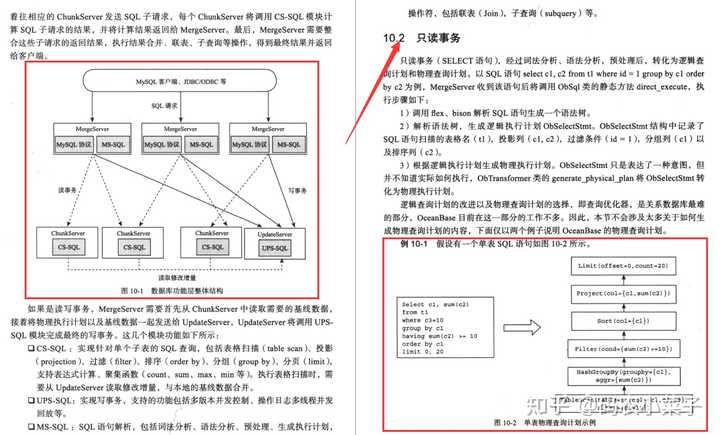 着往相应的 ChunkServer 发送 SQL 子请求，每个 ChunkServer 将调用 CS-SQL 模块计
算 SQL 子请求的结果，并将计算结果返回给 MergeServer。最后，MergeServer 需要整
合这些子请求的返回结果，执行结果合并、联表、子查询等操作，得到最终结果并返回
给客户端。
MySQL 客户端、JDBC/ODBC 等
SQL 请求
MergeServer
MySQL 协议
MS-SQL
MergeServer
MySQL 协议
MS-SQL
MergeServer
MySQL 协议
MS-SQL
读事务
写事务
ChunkServer
CS-SQL
ChunkServer
CS-SQL
ChunkServer
CS-SQL
UpdateServer
UPS-SQL
读取修改增量
图 10-1 数据库功能层整体结构
如果是读写事务，MergeServer 需要首先从 ChunkServer 中读取需要的基线数据，
接着将物理执行计划以及基线数据一起发送给 UpdateServer，UpdateServer 将调用 UPS-
SQL 模块完成最终的写事务。这几个模块功能如下所示：
❑ CS-SQL：实现针对单个子表的 SQL 查询，包括表格扫描（table scan）、投影
（projection）、过滤（filter）、排序（order by）、分组（group by）、分页（limit），
支持表达式计算、聚集函数（count、sum、max、min 等）。执行表格扫描时，需
要从 UpdateServer 读取修改增量，与本地的基线数据合并。
❑ UPS-SQL：实现写事务，支持的功能包括多版本并发控制、操作日志多线程并发
回放等。
❑ MS-SQL：SQL 语句解析，包括词法分析、语法分析、预处理、生成执行计划，
操作符，包括联表（Join），子查询（subquery）等。
10.2 只读事务
只读事务（SELECT 语句），经过词法分析、语法分析，预处理后，转化为逻辑查
询计划和物理查询计划。以 SQL 语句 select c1, c2 from t1 where id = 1 group by c1 order
by c2 为例，MergeServer 收到该语句后将调用 ObSql 类的静态方法 direct_execute，执
行步骤如下：
1）调用 flex、bison 解析 SQL 语句生成一个语法树。
2）解析语法树，生成逻辑执行计划 ObSelectStmt。ObSelectStmt 结构中记录了
SQL 语句扫描的表格名（t1），投影列（c1, c2），过滤条件（id = 1），分组列（c1）以
及排序列（c2）。
3）根据逻辑执行计划生成物理执行计划。ObSelectStmt 只是表达了一种意图，但
并不知道实际如何执行，ObTransformer 类的 generate_physical_plan 将 ObSelectStmt 转
化为物理执行计划。
逻辑查询计划的改进以及物理查询计划的选择，即查询优化器，是关系数据库最难
的部分，OceanBase 目前在这一部分的工作不多。因此，本节不会涉及太多关于如何生
成物理查询计划的内容，下面仅以两个例子说明 OceanBase 的物理查询计划。
例 10-1 假设有一个单表 SQL 语句如图 10-2 所示。
Select c1, sum(c2)
from t1
where c3=10
group by c1
having sum(c2) >= 10
order by c1
limit 0, 20
Limit(offset=0,count=20)
Project(col={c1,sum(c2)})
Sort(col={c1})
Filter(cond={sum(c2)>=10})
HashGroupBy(groupby={c1},
aggr={sum(c2)})
图 10-2 单表物理查询计划示例